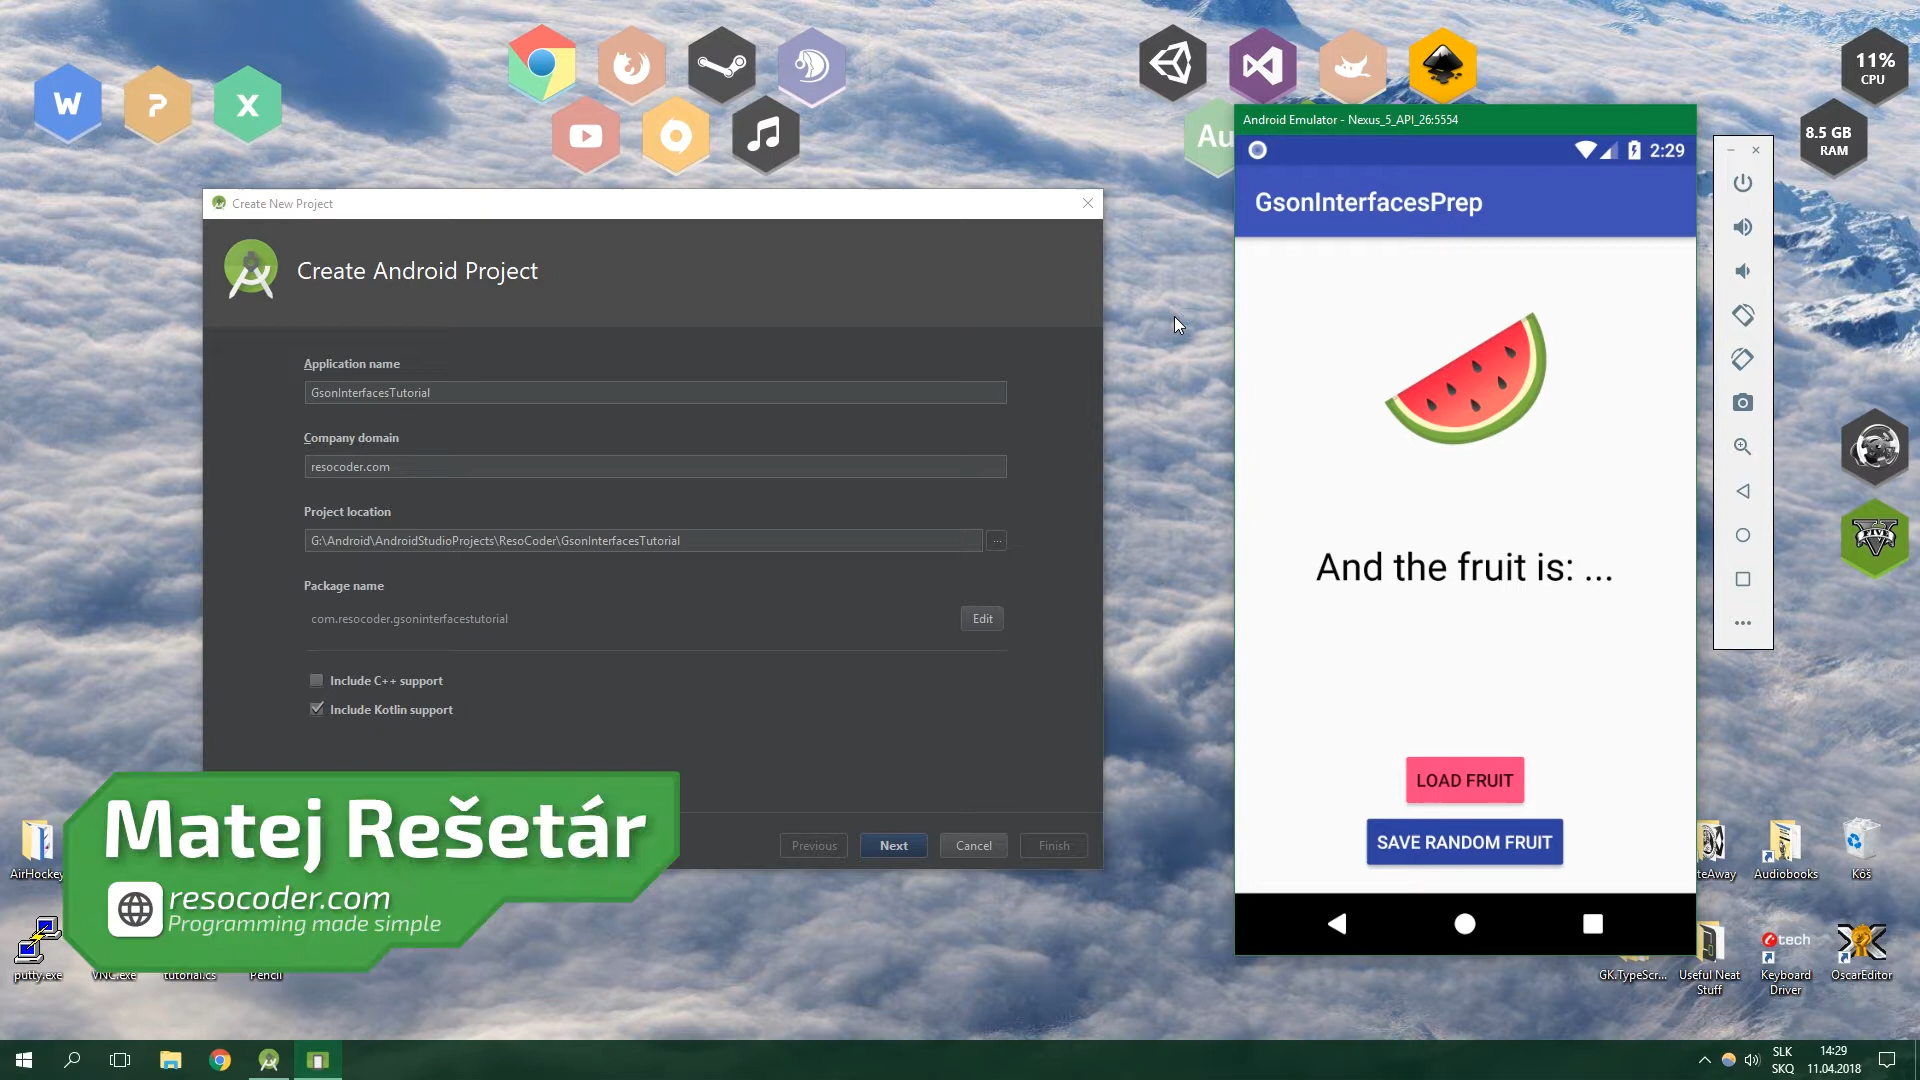 W
P
X
Au
11%
CPU
8.5 GB
RAM
Create New Project
Create Android Project
Application name
GsonInterfacesTutorial
Company domain
resocoder.com
Project location
G:\Android\AndroidStudioProjects\ResoCoder\GsonInterfacesTutorial
...
Package name
com.resocoder.gsoninterfacestutorial
Edit
Include C++ support
Include Kotlin support
Previous
Next
Cancel
Finish
Android Emulator - Nexus_5_API_26:5554
2:29
GsonInterfacesPrep
And the fruit is: ...
LOAD FRUIT
SAVE RANDOM FRUIT
Matej Rešetár
resocoder.com
Programming made simple
AirHockey
putty.exe
VNC.exe
tutorial.cs
Pencil
teAway
Audiobooks
Kôš
GK.TypeScr...
Useful Neat
Stuff
tech
Keyboard
Driver
OscarEditor
FIVE
SLK
SKQ
14:29
11.04.2018